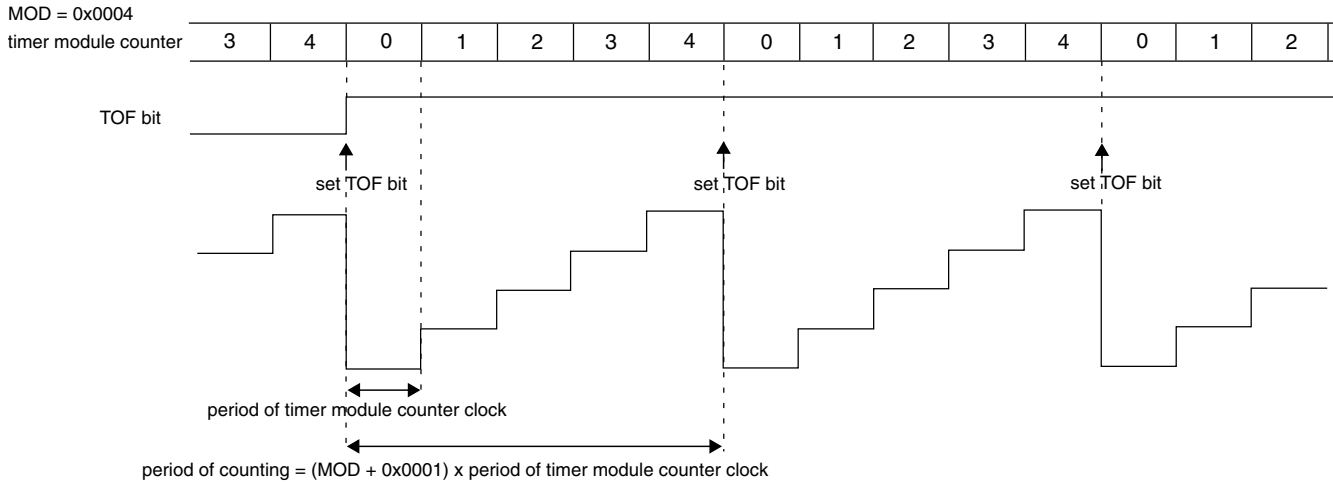 MOD = 0x0004
timer module counter 3 4 0 1 2 3 4 0 1 2 3 4 0 1 2
TOF bit
set TOF bit set TOF bit set TOF bit
period of timer module counter clock
period of counting = (MOD + 0x0001) x period of timer module counter clock